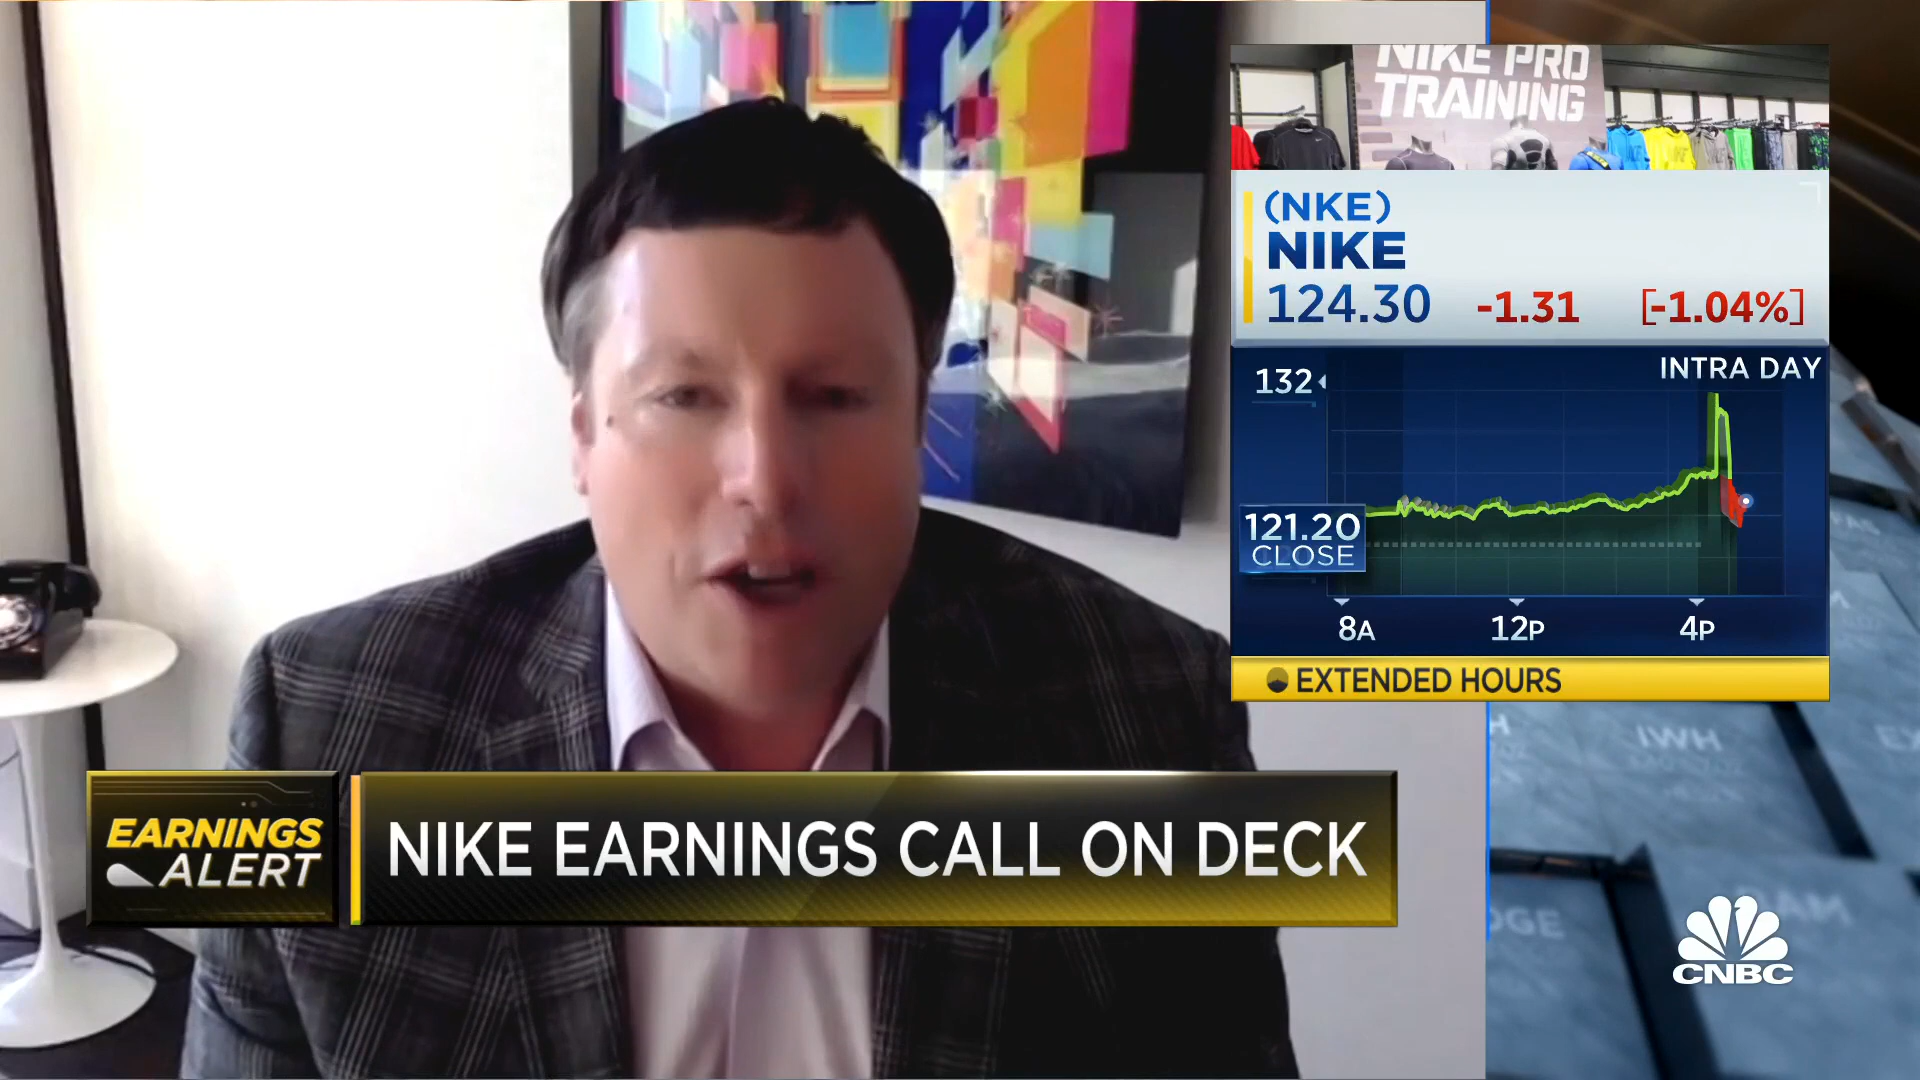 NIKE PRO
TRAINING
(NKE)
NIKE
124.30 -1.31 [-1.04%]
INTRA DAY
132
121.20
CLOSE
8A 12P 4P
EXTENDED HOURS
IWH
EARNINGS
ALERT
NIKE EARNINGS CALL ON DECK
CNBC